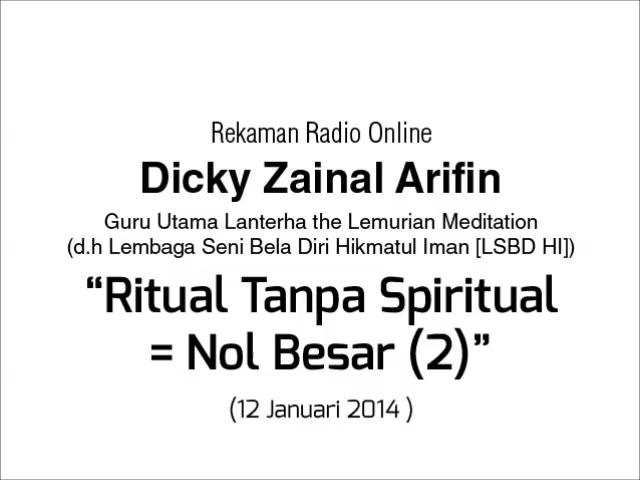 Rekaman Radio Online
Dicky Zainal Arifin
Guru Utama Lanterha the Lemurian Meditation
(d.h Lembaga Seni Bela Diri Hikmatul Iman [LSBD HI])
“Ritual Tanpa Spiritual
= Nol Besar (2)”
(12 Januari 2014 )